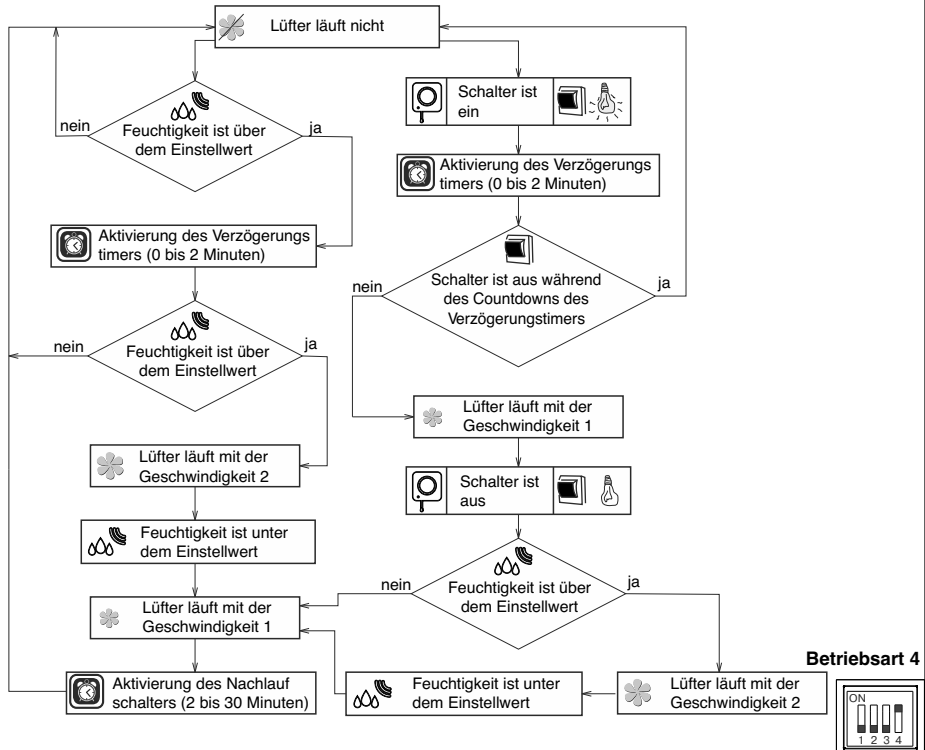 Lüfter läuft nicht
Feuchtigkeit ist über
dem Einstellwert
nein
ja
Aktivierung des Verzögerungs
timers (0 bis 2 Minuten)
Feuchtigkeit ist über
dem Einstellwert
nein
ja
Lüfter läuft mit der
Geschwindigkeit 2
Feuchtigkeit ist unter
dem Einstellwert
Lüfter läuft mit der
Geschwindigkeit 1
Aktivierung des Nachlauf
schalters (2 bis 30 Minuten)
Schalter ist
ein
Aktivierung des Verzögerungs
timers (0 bis 2 Minuten)
Schalter ist aus während
des Countdowns des
Verzögerungstimers
nein
ja
Lüfter läuft mit der
Geschwindigkeit 1
Schalter ist
aus
Feuchtigkeit ist über
dem Einstellwert
nein
ja
Lüfter läuft mit der
Geschwindigkeit 2
Feuchtigkeit ist unter
dem Einstellwert
Betriebsart 4
ON
1 2 3 4